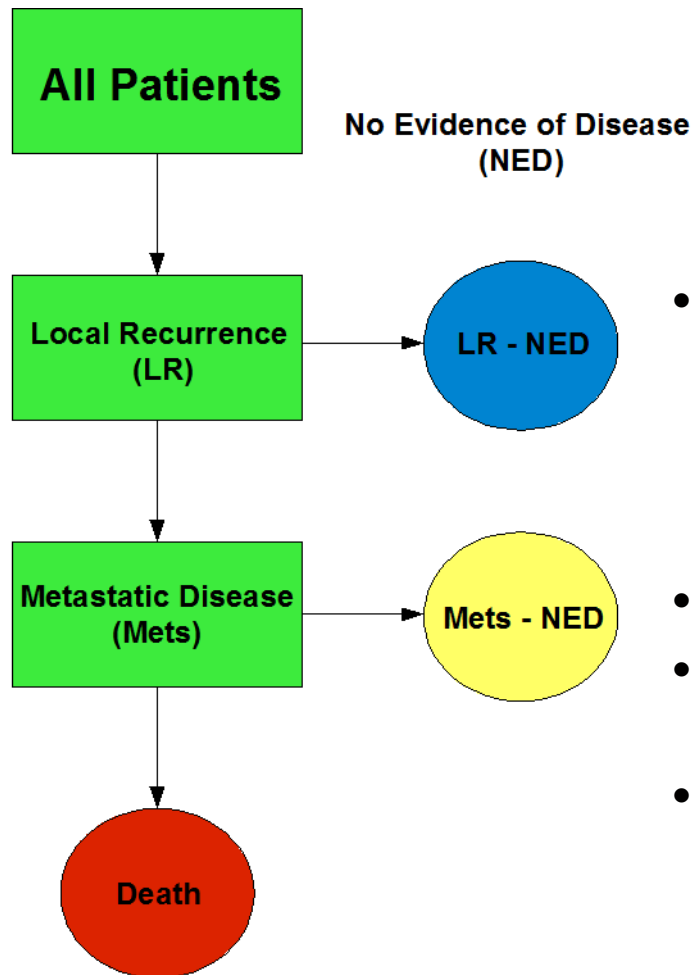 All Patients
No Evidence of Disease
(NED)
Local Recurrence
(LR)
LR - NED
Metastatic Disease
(Mets)
Mets - NED
Death